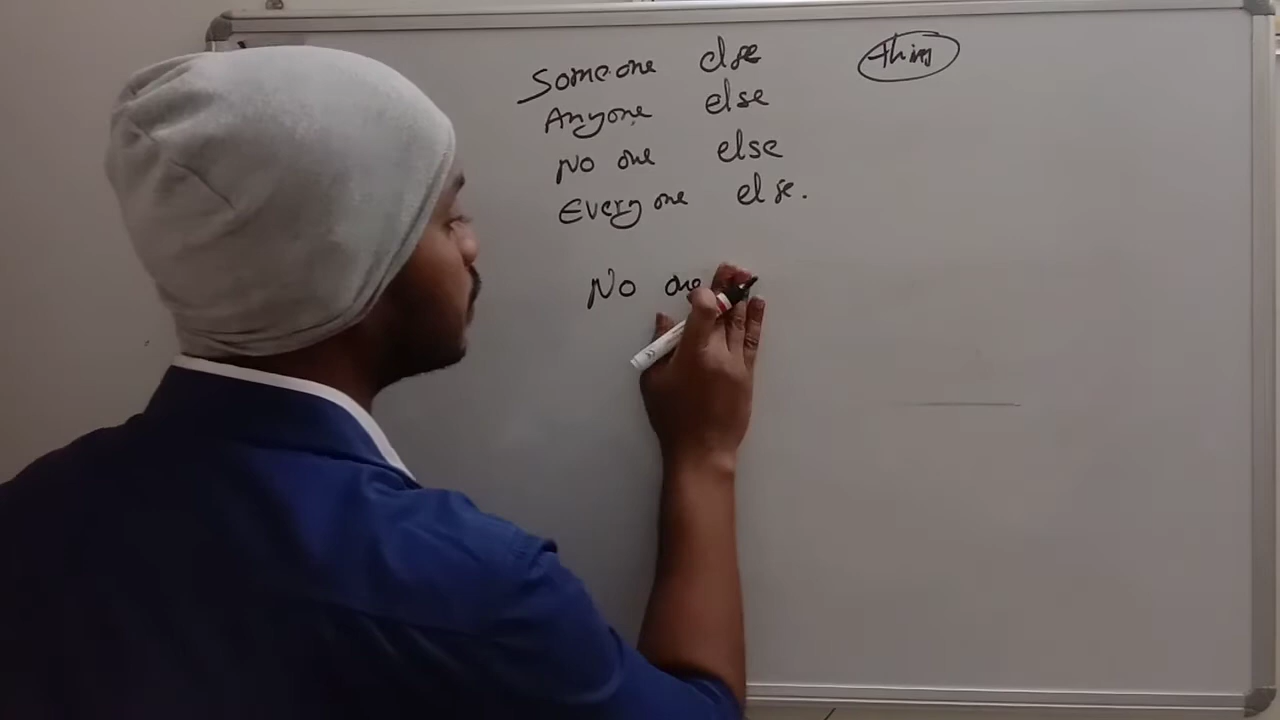 Someone else
thing
Anyone else
No one else
Everyone else.
No one